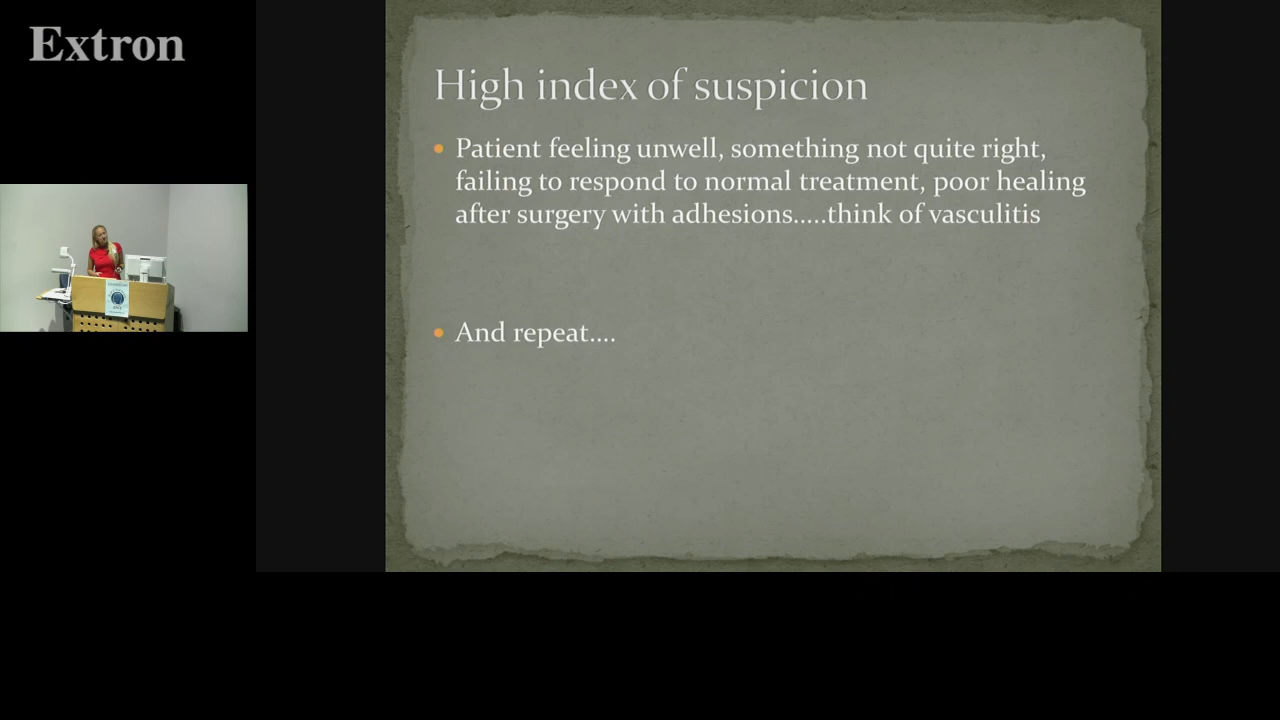 Extron
High index of suspicion
Patient feeling unwell, something not quite right,
failing to respond to normal treatment, poor healing
after surgery with adhesions.....think of vasculitis
And repeat....